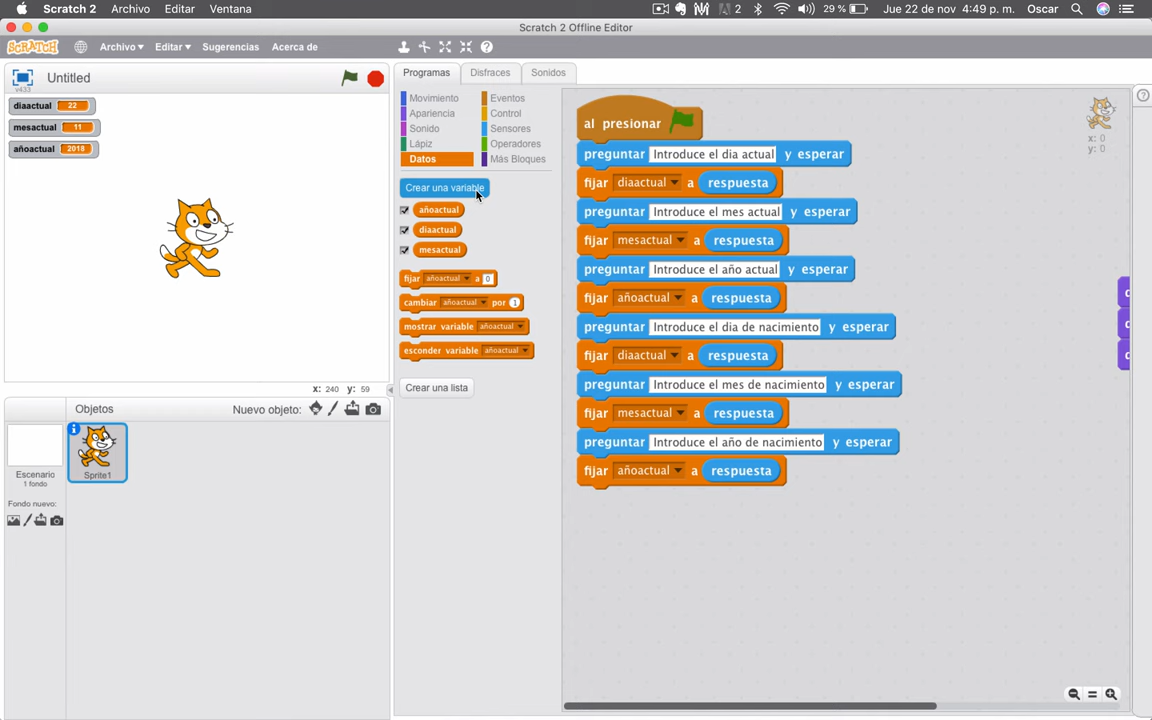 Scratch 2 Archivo Editar Ventana 2 29 % Jue 22 de nov 4:49 p. m. Oscar
Scratch 2 Offline Editor
SCRATCH Archivo Editar Sugerencias Acerca de
Untitled
v433
diaactual 22
mesactual 11
añoactual 2018
x: 240 y: 59
Objetos Nuevo objeto:
Escenario
1 fondo
Fondo nuevo:
Sprite1
Programas Disfraces Sonidos
Movimiento Eventos
Apariencia Control
Sonido Sensores
Lápiz Operadores
Datos Más Bloques
Crear una variable
añoactual
diaactual
mesactual
fijar añoactual a 0
cambiar añoactual por 1
mostrar variable añoactual
esconder variable añoactual
Crear una lista
al presionar
preguntar Introduce el dia actual y esperar
fijar diaactual a respuesta
preguntar Introduce el mes actual y esperar
fijar mesactual a respuesta
preguntar Introduce el año actual y esperar
fijar añoactual a respuesta
preguntar Introduce el dia de nacimiento y esperar
fijar diaactual a respuesta
preguntar Introduce el mes de nacimiento y esperar
fijar mesactual a respuesta
preguntar Introduce el año de nacimiento y esperar
fijar añoactual a respuesta
x: 0
y: 0